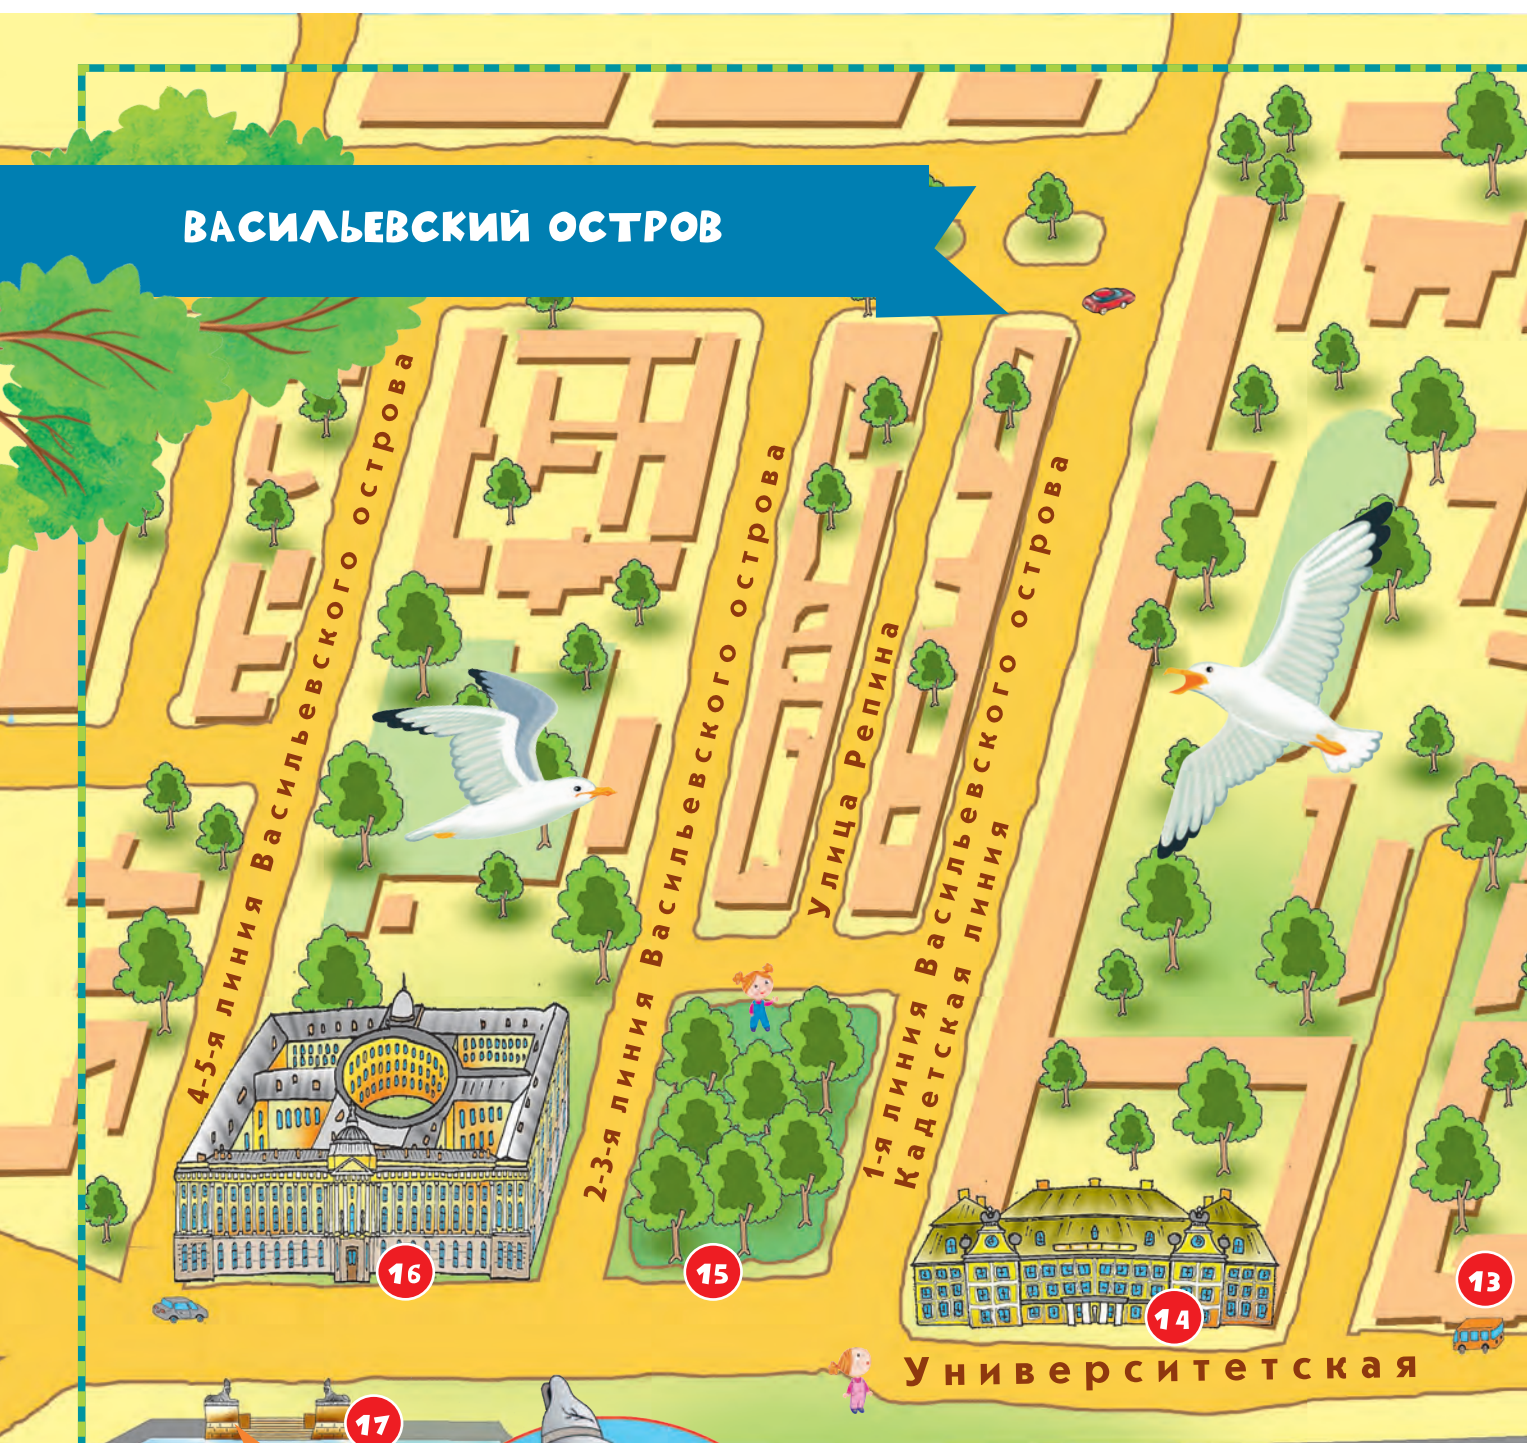 ВАСИЛЬЕВСКИЙ ОСТРОВ
4-5-я линия Васильевского острова
2-3-я линия Васильевского острова
Улица Репина
1-я линия Васильевского острова
Кадетская линия
16
15
14
13
Университетская
17